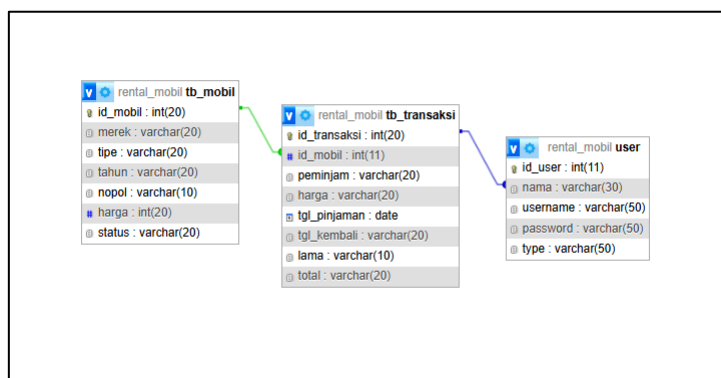 rental_mobil tb_mobil
id_mobil : int(20)
merek : varchar(20)
tipe : varchar(20)
tahun : varchar(20)
nopol : varchar(10)
harga : int(20)
status : varchar(20)
rental_mobil tb_transaksi
id_transaksi : int(20)
id_mobil : int(11)
peminjam : varchar(20)
harga : varchar(20)
tgl_pinjaman : date
tgl_kembali : varchar(20)
lama : varchar(10)
total : varchar(20)
rental_mobil user
id_user : int(11)
nama : varchar(30)
username : varchar(50)
password : varchar(50)
type : varchar(50)